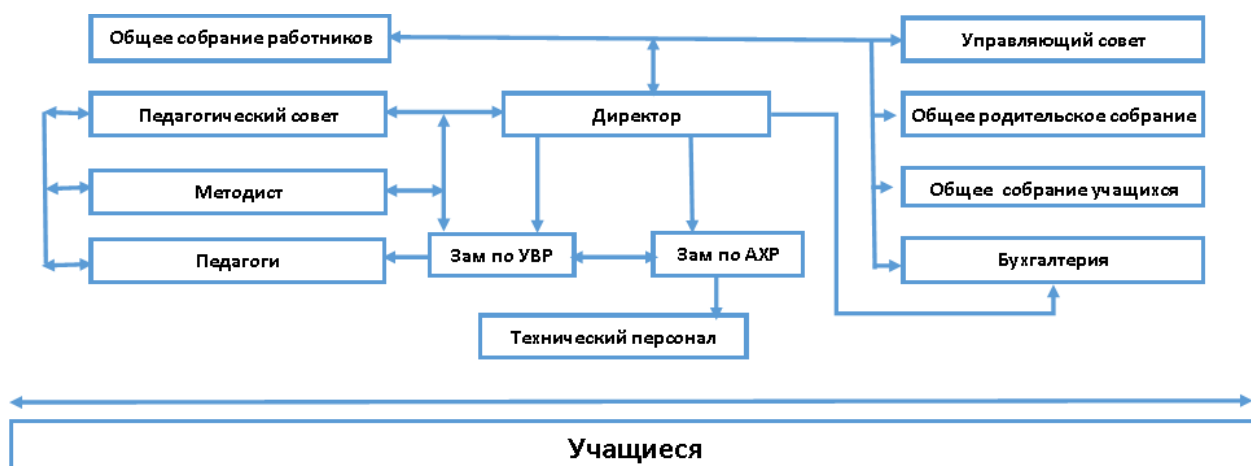 Общее собрание работников
Управляющий совет
Педагогический совет
Директор
Общее родительское собрание
Методист
Общее собрание учащихся
Педагоги
Зам по УВР
Зам по АХР
Бухгалтерия
Технический персонал
Учащиеся